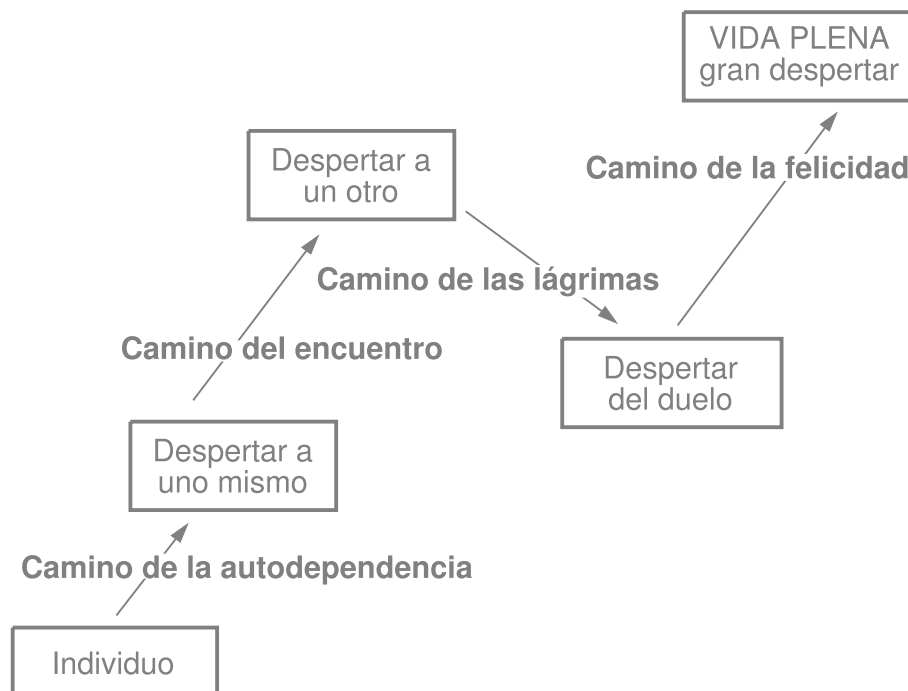 VIDA PLENA
gran despertar
Despertar a
un otro
Camino de la felicidad
Camino de las lágrimas
Camino del encuentro
Despertar
del duelo
Despertar a
uno mismo
Camino de la autodependencia
Individuo